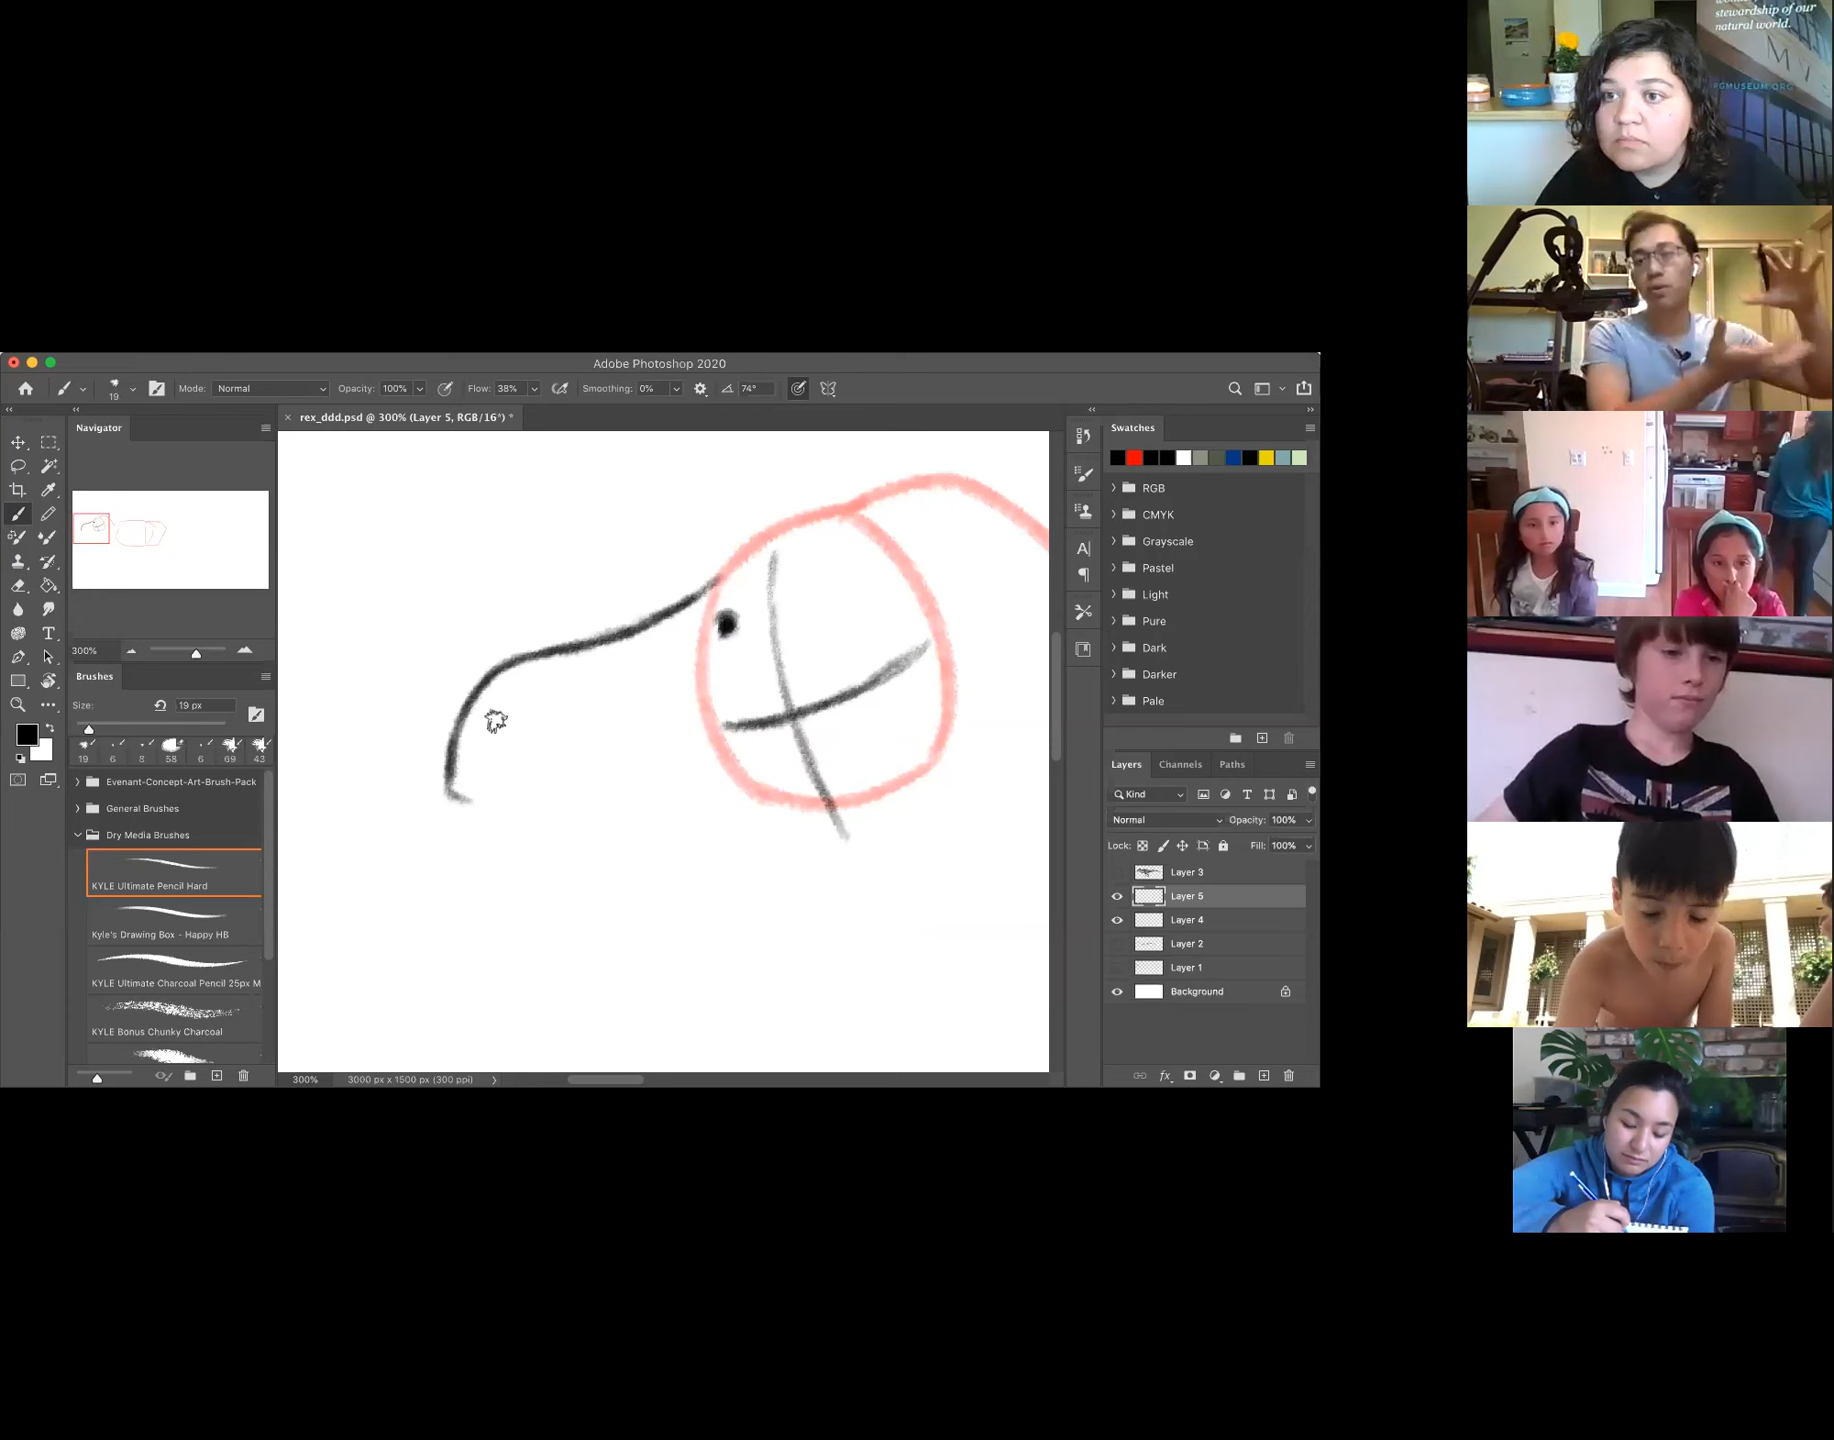 stewardship of our
natural world.
PGMUSEUM.ORG
Adobe Photoshop 2020
19
Mode: Normal
Opacity: 100%
Flow: 38%
Smoothing: 0%
74°
Navigator
rex_ddd.psd @ 300% (Layer 5, RGB/16*) *
Swatches
RGB
CMYK
Grayscale
Pastel
Light
Pure
Dark
Darker
Pale
300%
Brushes
Size:
19 px
19 6 8 58 6 69 43
Evenant-Concept-Art-Brush-Pack
General Brushes
Dry Media Brushes
KYLE Ultimate Pencil Hard
Kyle's Drawing Box - Happy HB
KYLE Ultimate Charcoal Pencil 25px M
KYLE Bonus Chunky Charcoal
Layers Channels Paths
Kind
Normal
Opacity: 100%
Lock:
Fill: 100%
Layer 3
Layer 5
Layer 4
Layer 2
Layer 1
Background
fx
300%
3000 px x 1500 px (300 ppi)